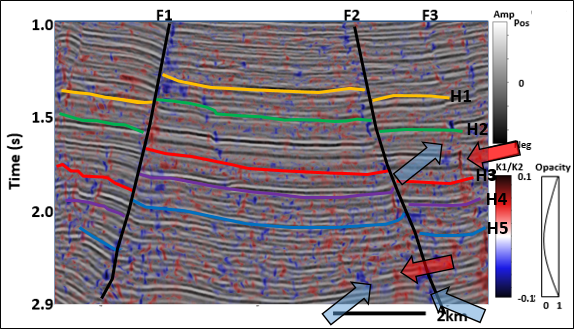 F1 F2 F3
Amp
Pos
0
Neg
1.0
1.5
2.0
2.9
Time (s)
H1
H2
H3
H4
H5
K1/K2
0.1
-0.1
Opacity
0 1
2km